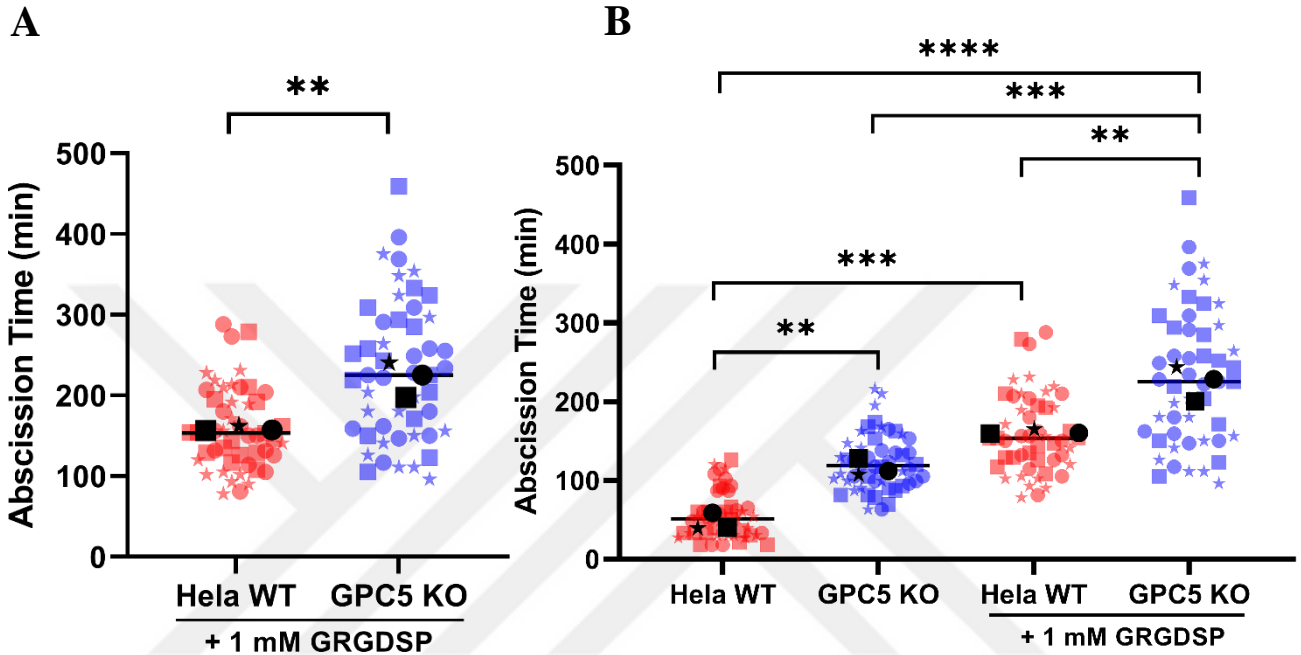 A
**
Abscission Time (min)
500
400
300
200
100
0
Hela WT
GPC5 KO
+ 1 mM GRGDSP
B
****
***
**
***
**
Abscission Time (min)
500
400
300
200
100
0
Hela WT
GPC5 KO
Hela WT
GPC5 KO
+ 1 mM GRGDSP